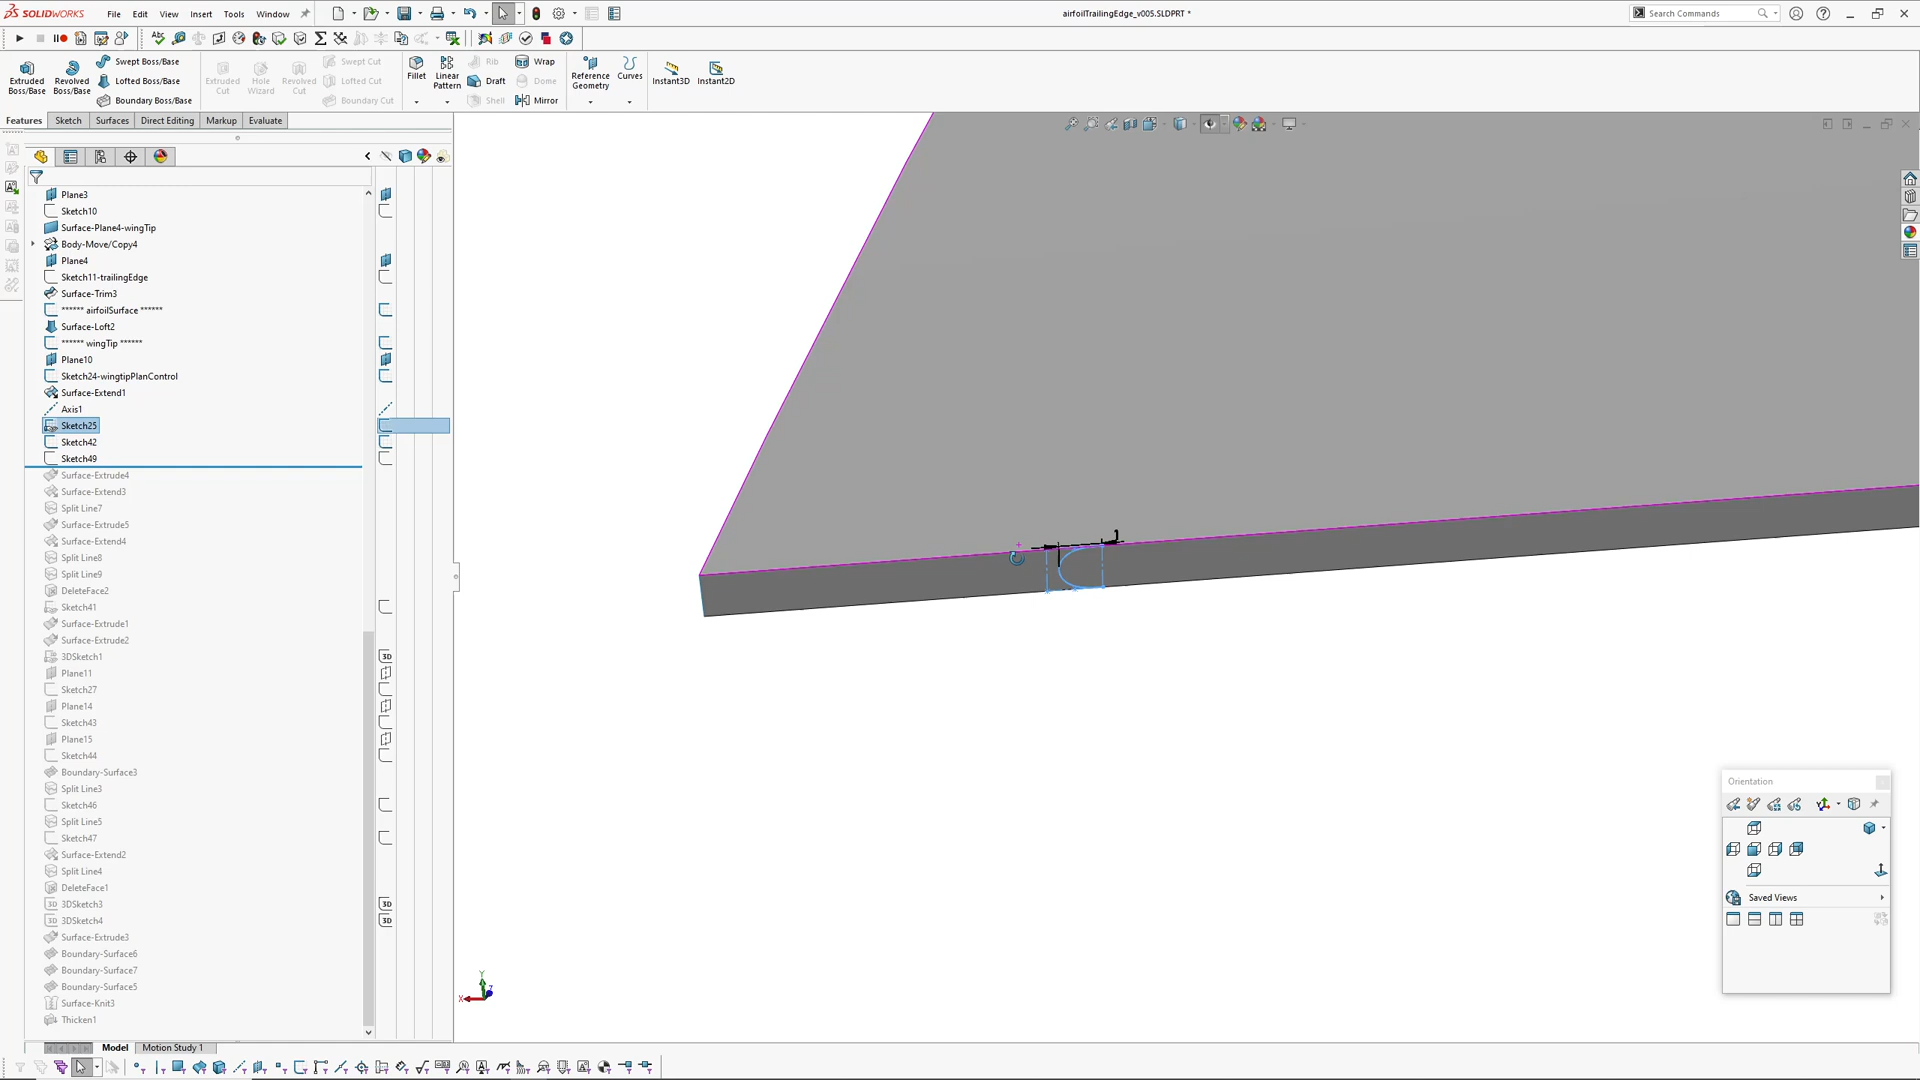 SOLIDWORKS File Edit View Insert Tools Window airfoilTrailingEdge_v005.SLDPRT * Search Commands
Extruded Boss/Base Revolved Boss/Base Swept Boss/Base Lofted Boss/Base Boundary Boss/Base Extruded Cut Hole Wizard Revolved Cut Swept Cut Lofted Cut Boundary Cut Fillet Linear Pattern Rib Draft Shell Wrap Dome Mirror Reference Geometry Curves Instant3D Instant2D
Features Sketch Surfaces Direct Editing Markup Evaluate
Plane3
Sketch10
Surface-Plane4-wingTip
Body-Move/Copy4
Plane4
Sketch11-trailingEdge
Surface-Trim3
****** airfoilSurface ******
Surface-Loft2
****** wingTip ******
Plane10
Sketch24-wingtipPlanControl
Surface-Extend1
Axis1
Sketch25
Sketch42
Sketch49
Surface-Extrude4
Surface-Extend3
Split Line7
Surface-Extrude5
Surface-Extend4
Split Line8
Split Line9
DeleteFace2
Sketch41
Surface-Extrude1
Surface-Extrude2
3DSketch1
3D
Plane11
Sketch27
Plane14
Sketch43
Plane15
Sketch44
Boundary-Surface3
Split Line3
Sketch46
Split Line5
Sketch47
Surface-Extend2
Split Line4
DeleteFace1
3DSketch3
3D
3DSketch4
3D
Surface-Extrude3
Boundary-Surface6
Boundary-Surface7
Boundary-Surface5
Surface-Knit3
Thicken1
Model Motion Study 1
Y
X
Z
Orientation
Saved Views